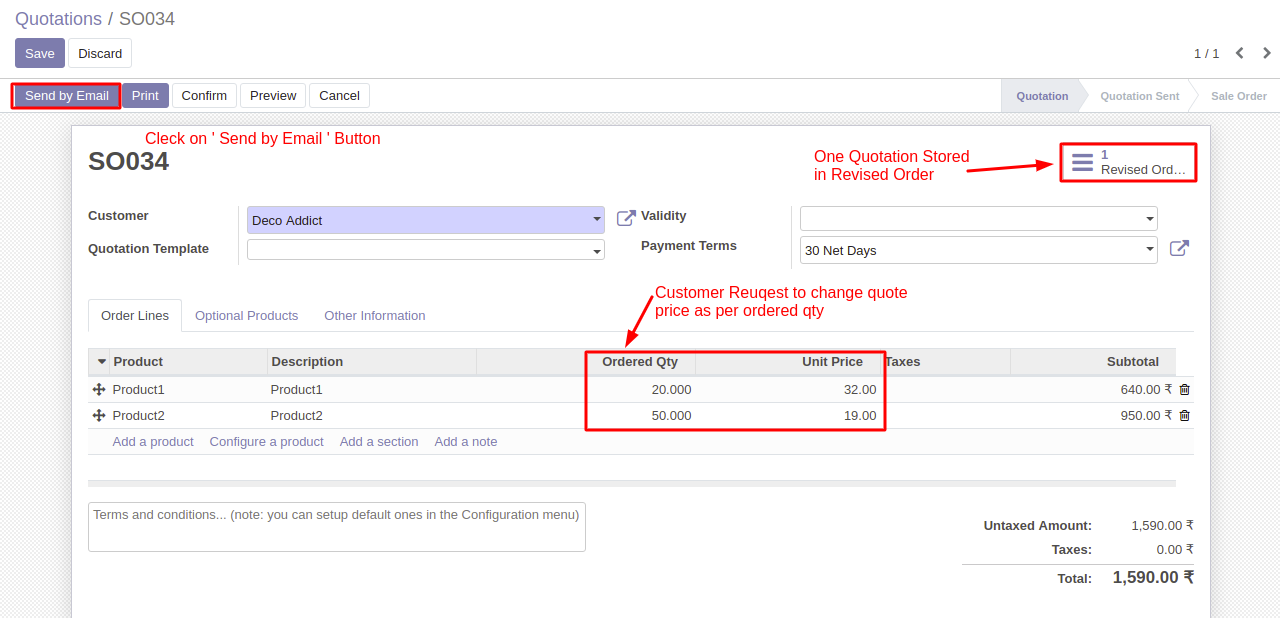 Quotations / SO034
Save Discard
1 / 1
Send by Email Print Confirm Preview Cancel
Quotation Quotation Sent Sale Order
Cleck on ' Send by Email ' Button
SO034
One Quotation Stored
in Revised Order
1
Revised Ord...
Customer Deco Addict Validity
Quotation Template Payment Terms 30 Net Days
Customer Reuqest to change quote
price as per ordered qty
Order Lines Optional Products Other Information
Product Description Ordered Qty Unit Price Taxes Subtotal
Product1 Product1 20.000 32.00 640.00 ₹
Product2 Product2 50.000 19.00 950.00 ₹
Add a product Configure a product Add a section Add a note
Terms and conditions... (note: you can setup default ones in the Configuration menu)
Untaxed Amount: 1,590.00 ₹
Taxes: 0.00 ₹
Total: 1,590.00 ₹